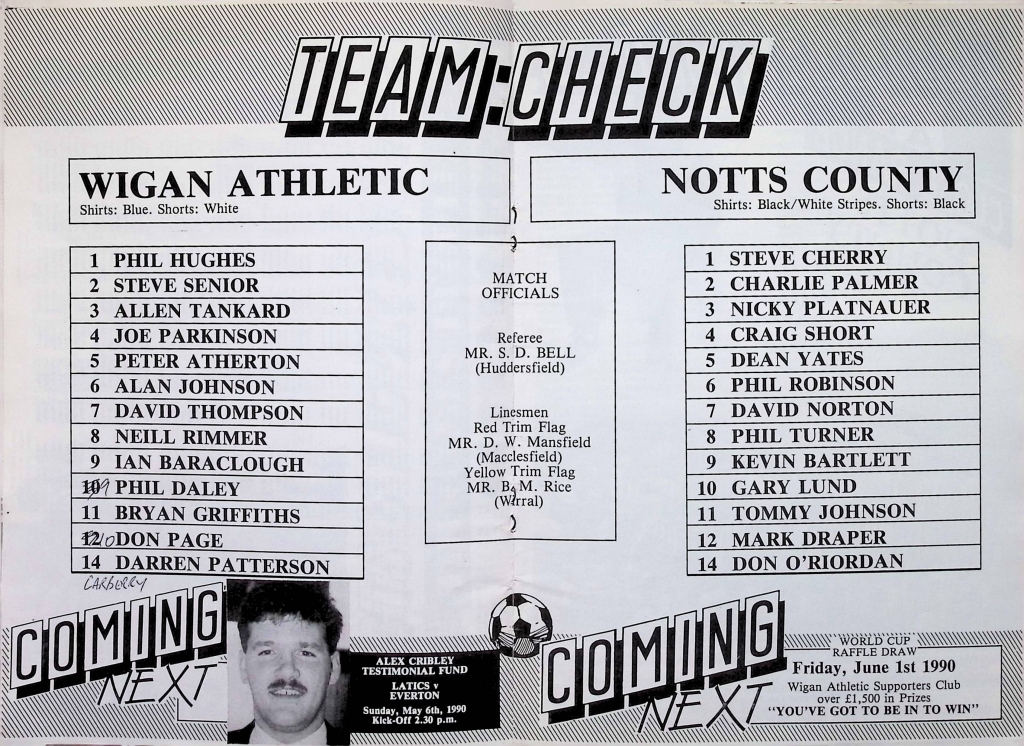 TEAM:CHECK
WIGAN ATHLETIC
Shirts: Blue. Shorts: White
NOTTS COUNTY
Shirts: Black/White Stripes. Shorts: Black
1 PHIL HUGHES
2 STEVE SENIOR
3 ALLEN TANKARD
4 JOE PARKINSON
5 PETER ATHERTON
6 ALAN JOHNSON
7 DAVID THOMPSON
8 NEILL RIMMER
9 IAN BARACLOUGH
10 9 PHIL DALEY
11 BRYAN GRIFFITHS
12 10 DON PAGE
14 DARREN PATTERSON
CARBERRY
MATCH
OFFICIALS
Referee
MR. S. D. BELL
(Huddersfield)
Linesmen
Red Trim Flag
MR. D. W. Mansfield
(Macclesfield)
Yellow Trim Flag
MR. B. M. Rice
(Wirral)
1 STEVE CHERRY
2 CHARLIE PALMER
3 NICKY PLATNAUER
4 CRAIG SHORT
5 DEAN YATES
6 PHIL ROBINSON
7 DAVID NORTON
8 PHIL TURNER
9 KEVIN BARTLETT
10 GARY LUND
11 TOMMY JOHNSON
12 MARK DRAPER
14 DON O'RIORDAN
COMING
NEXT
ALEX CRIBLEY
TESTIMONIAL FUND
LATICS v
EVERTON
Sunday, May 6th, 1990
Kick-Off 2.30 p.m.
COMING
NEXT
WORLD CUP
RAFFLE DRAW
Friday, June 1st 1990
Wigan Athletic Supporters Club
over £1,500 in Prizes
"YOU'VE GOT TO BE IN TO WIN"